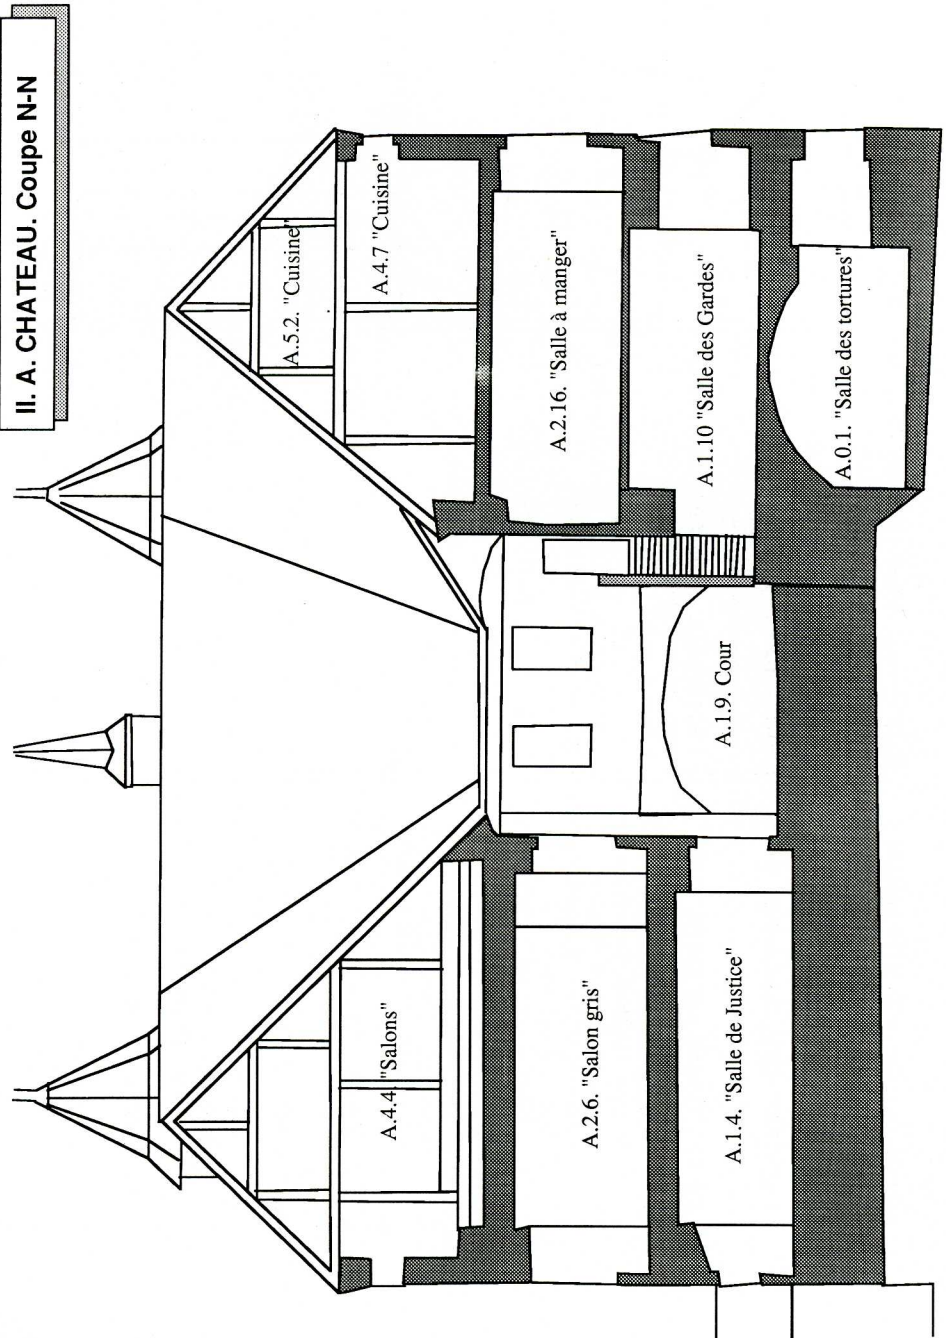 II. A. CHATEAU. Coupe N-N
A.5.2. "Cuisine"
A.4.7 "Cuisine"
A.2.16. "Salle à manger"
A.1.10 "Salle des Gardes"
A.0.1. "Salle des tortures"
A.1.9. Cour
A.4.4. "Salons"
A.2.6. "Salon gris"
A.1.4. "Salle de Justice"